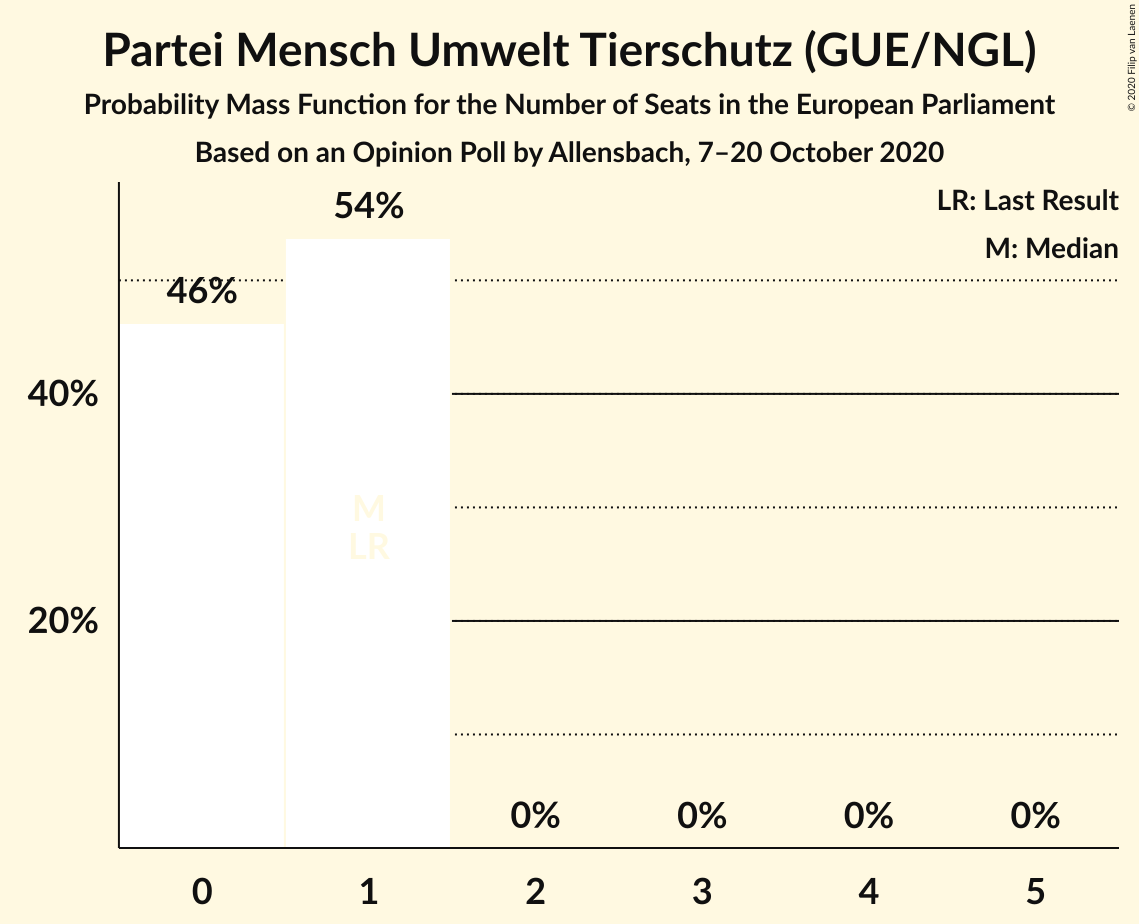 Partei Mensch Umwelt Tierschutz (GUE/NGL)
Probability Mass Function for the Number of Seats in the European Parliament
Based on an Opinion Poll by Allensbach, 7–20 October 2020
© 2020 Filip van Laenen
LR: Last Result
M: Median
54%
46%
40%
20%
M
LR
0% 0% 0% 0%
0 1 2 3 4 5